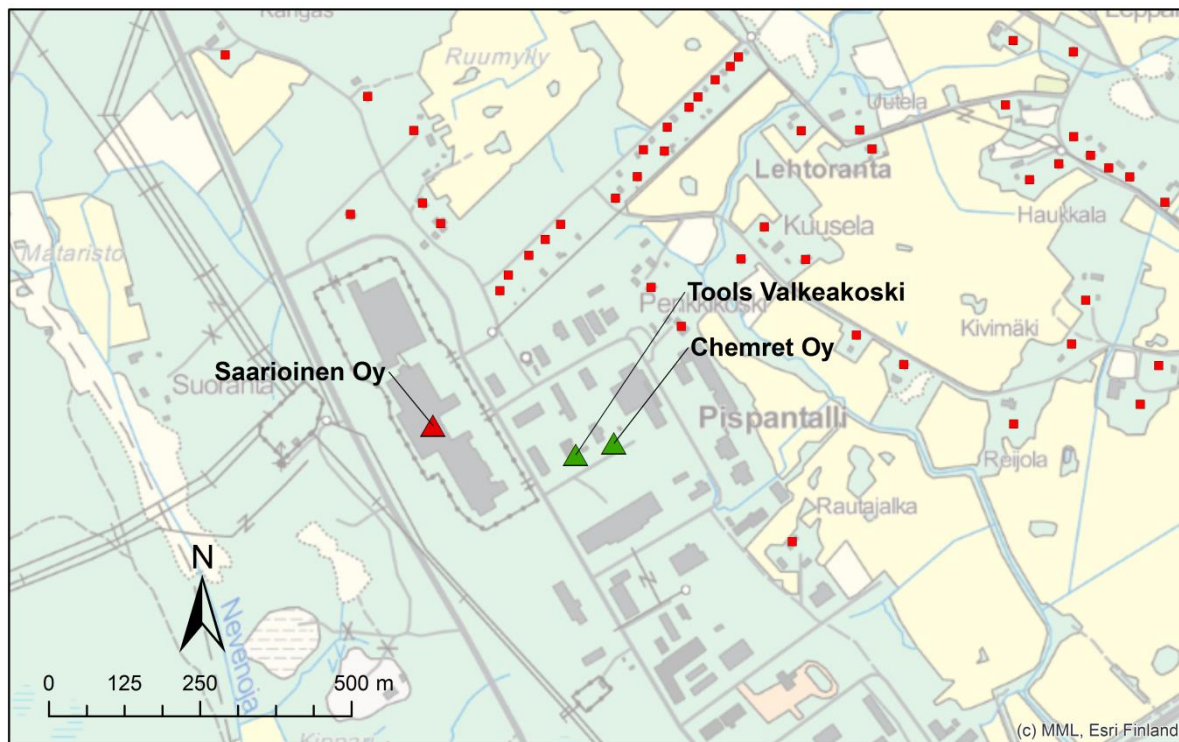 Kangas
Ruumylly
Uutela
Lehtoranta
Haukkala
Kuusela
Mataristo
Tools Valkeakoski
Kivimäki
Chemret Oy
Saarioinen Oy
Suoranta
Pispantalli
Reijola
Rautajalka
N
Nevenoja
0 125 250 500 m
(c) MML, Esri Finland